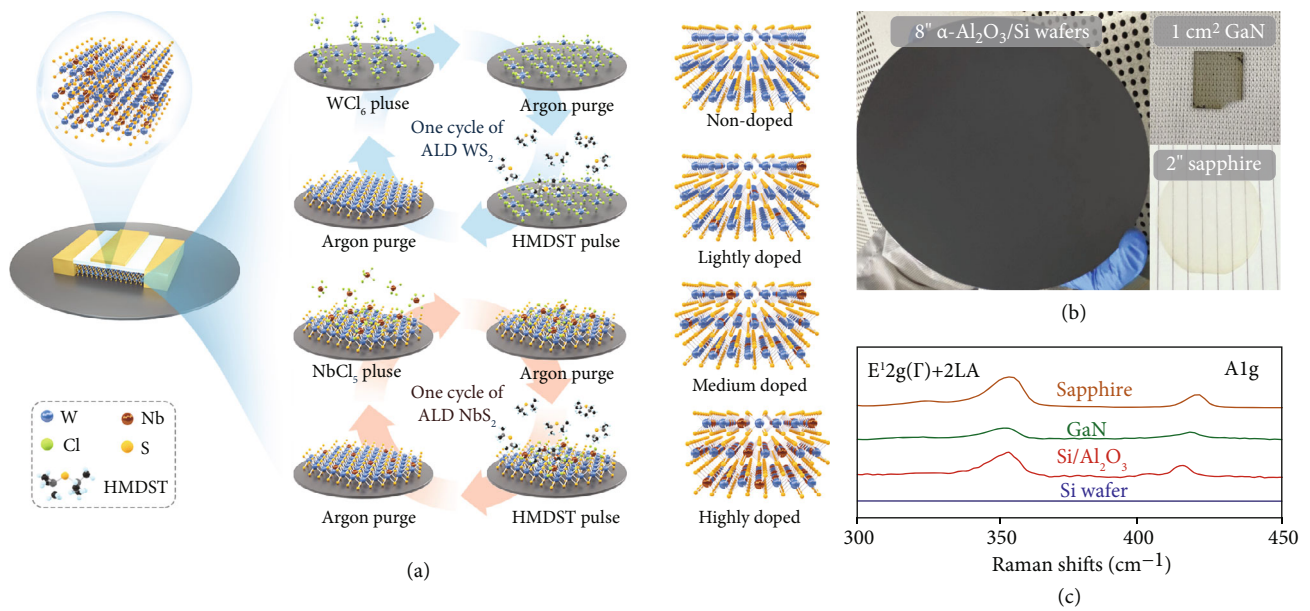 WCl₆ pluse
Argon purge
One cycle of
ALD WS₂
Argon purge
HMDST pulse
NbCl₅ pluse
Argon purge
One cycle of
ALD NbS₂
Argon purge
HMDST pulse
W
Nb
Cl
S
HMDST
Non-doped
Lightly doped
Medium doped
Highly doped
(a)
8" α-Al₂O₃/Si wafers
1 cm² GaN
2" sapphire
(b)
E¹2g(Γ)+2LA
A1g
Sapphire
GaN
Si/Al₂O₃
Si wafer
300
350
400
450
Raman shifts (cm⁻¹)
(c)